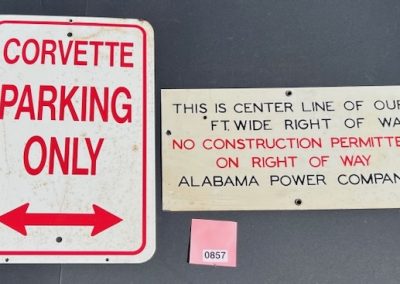 CORVETTE
PARKING
ONLY
THIS IS CENTER LINE OF OU
FT. WIDE RIGHT OF WA
NO CONSTRUCTION PERMITTE
ON RIGHT OF WAY
ALABAMA POWER COMPAN
0857